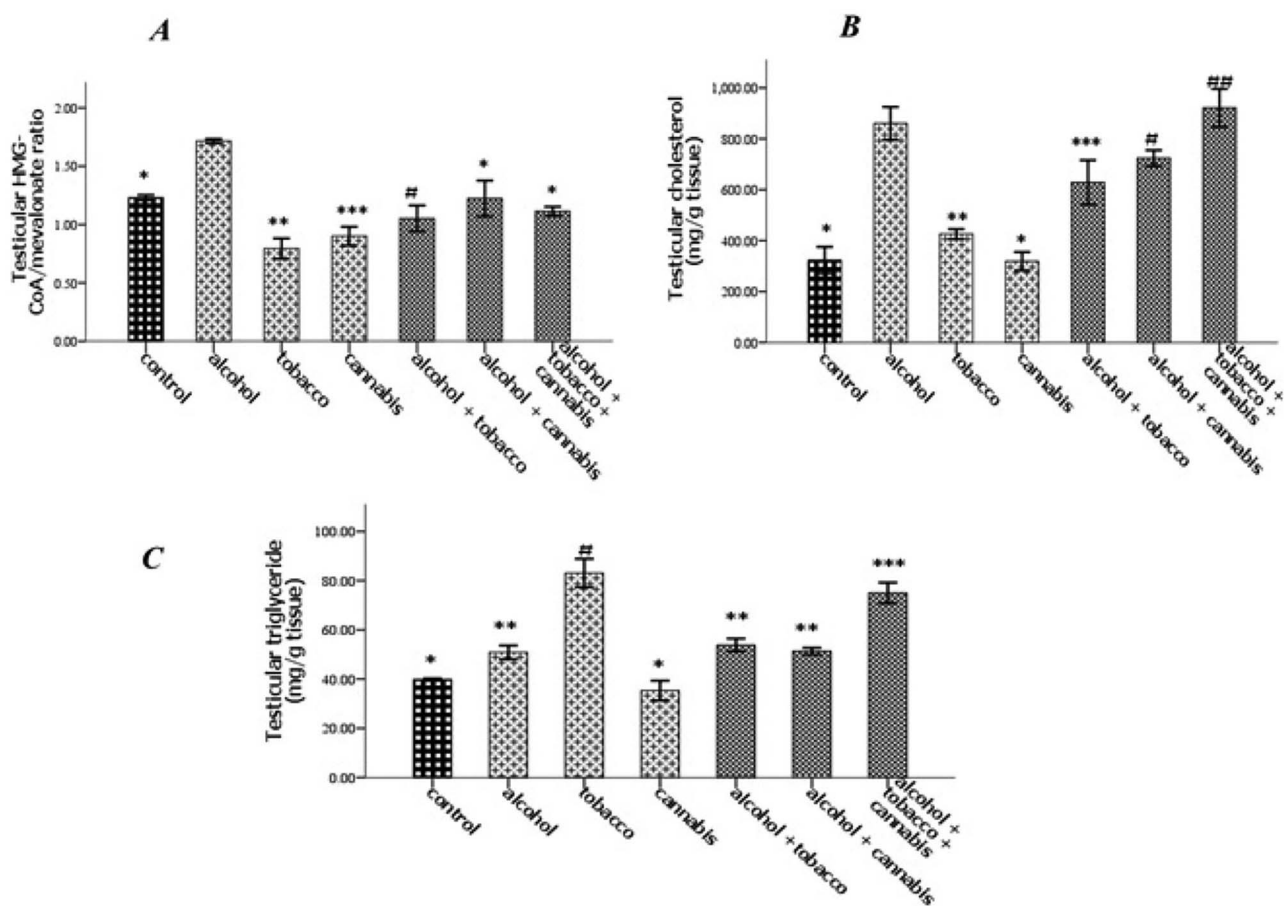 A
Testicular HMG-
CoA/mevalonate ratio
2.00
1.50
1.00
0.50
0.00
*
**
***
#
*
*
control
alcohol
tobacco
cannabis
alcohol + tobacco
alcohol + cannabis
alcohol +
tobacco +
cannabis
B
Testicular cholesterol
(mg/g tissue)
1,000.00
800.00
600.00
400.00
200.00
0.00
*
**
*
***
#
##
control
alcohol
tobacco
cannabis
alcohol + tobacco
alcohol + cannabis
alcohol +
tobacco +
cannabis
C
Testicular triglyceride
(mg/g tissue)
100.00
80.00
60.00
40.00
20.00
0.00
*
**
#
*
**
**
***
control
alcohol
tobacco
cannabis
alcohol +tobacco
alcohol + cannabis
alcohol +
tobacco +
cannabis